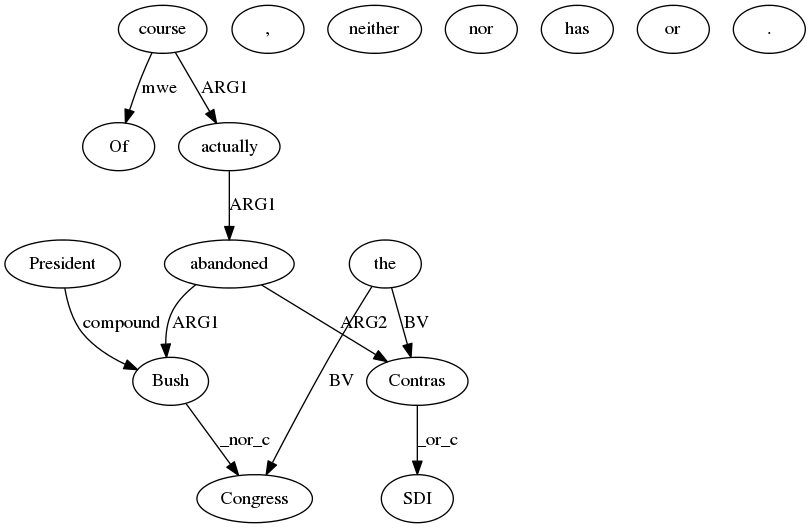 course , neither nor has or .
mwe ARG1
Of actually
ARG1
President abandoned the
compound ARG1 ARG2 BV
Bush BV Contras
_nor_c _or_c
Congress SDI